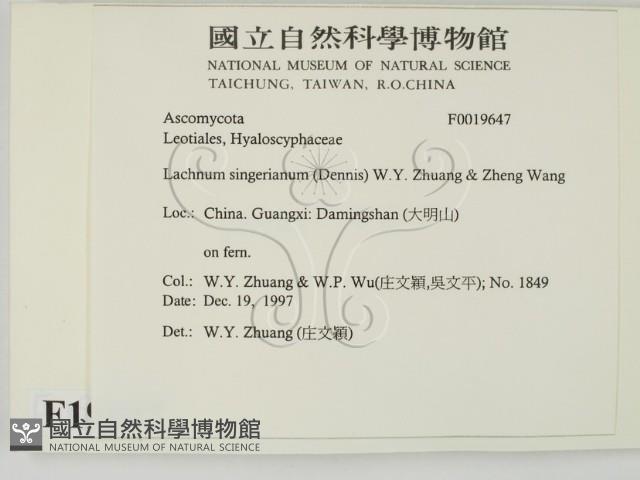 國立自然科學博物館
NATIONAL MUSEUM OF NATURAL SCIENCE
TAICHUNG, TAIWAN, R.O.CHINA
Ascomycota F0019647
Leotiales, Hyaloscyphaceae
Lachnum singerianum (Dennis) W.Y. Zhuang & Zheng Wang
Loc.: China. Guangxi: Damingshan (大明山)
on fern.
Col.: W.Y. Zhuang & W.P. Wu(庄文穎,吳文平); No. 1849
Date: Dec. 19, 1997
Det.: W.Y. Zhuang (庄文穎)
F19
國立自然科學博物館
NATIONAL MUSEUM OF NATURAL SCIENCE